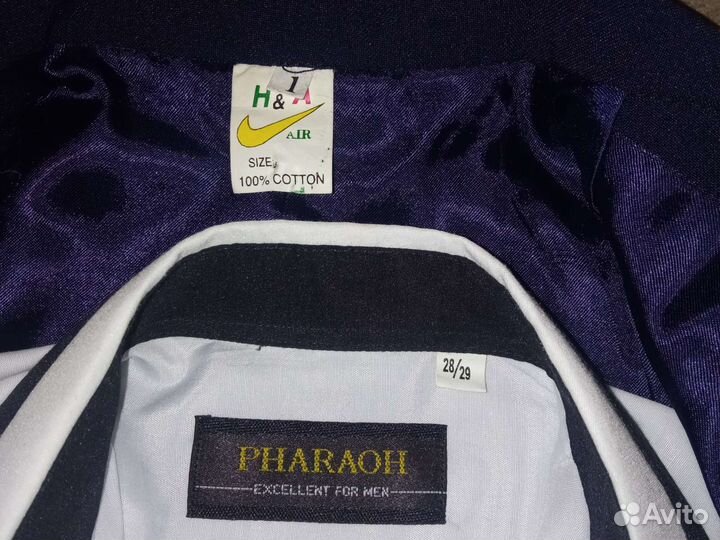 1
H & A
AIR
SIZE
100% COTTON
28/29
PHARAOH
EXCELLENT FOR MEN
Avito